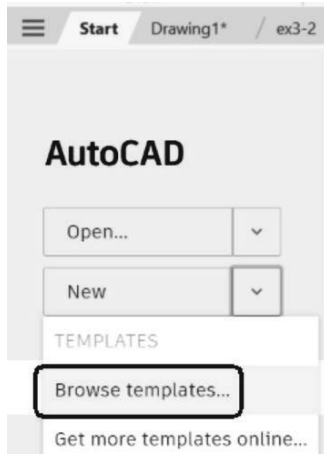 Start Drawing1* / ex3-2
AutoCAD
Open...
New
TEMPLATES
Browse templates...
Get more templates online...